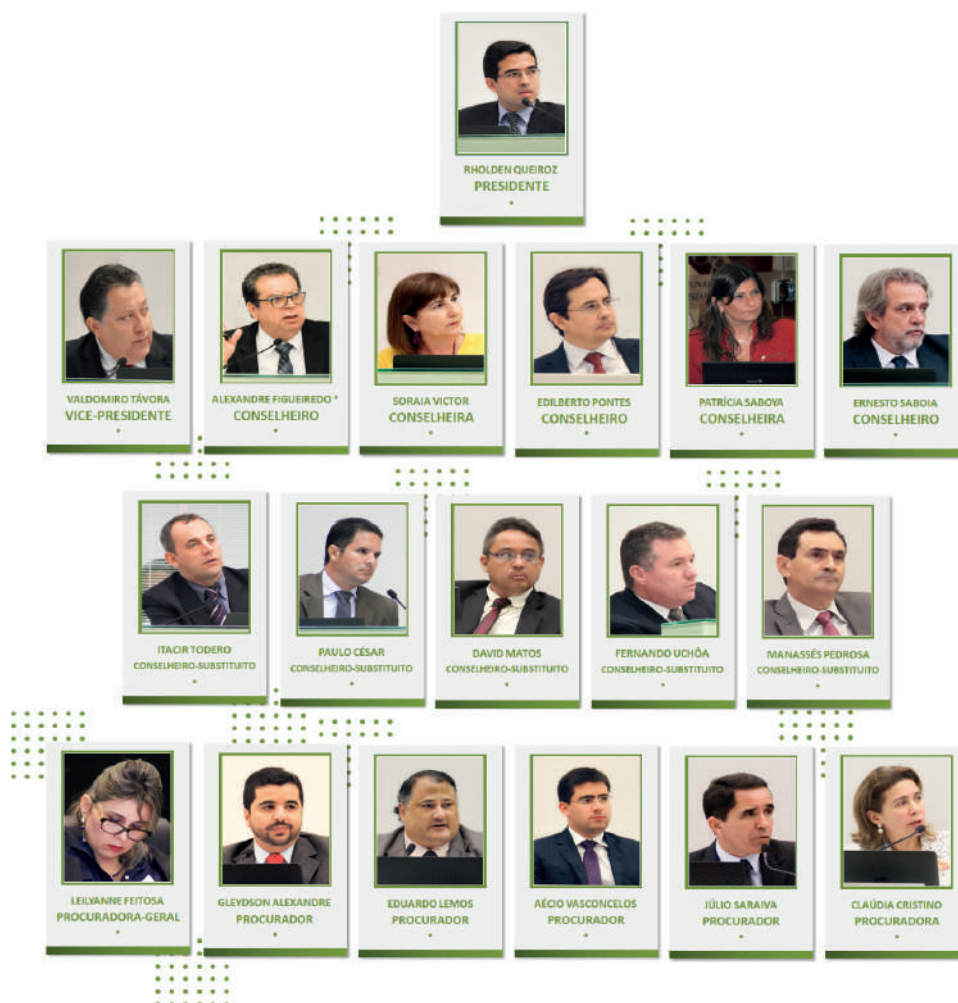 RHOLDEN QUEIROZ
PRESIDENTE
VALDOMIRO TÁVORA
VICE-PRESIDENTE
ALEXANDRE FIGUEIREDO *
CONSELHEIRO
SORAIA VICTOR
CONSELHEIRA
EDILBERTO PONTES
CONSELHEIRO
PATRÍCIA SABOYA
CONSELHEIRA
ERNESTO SABOIA
CONSELHEIRO
ITACIR TODERO
CONSELHEIRO-SUBSTITUTO
PAULO CÉSAR
CONSELHEIRO-SUBSTITUTO
DAVID MATOS
CONSELHEIRO-SUBSTITUTO
FERNANDO UCHÔA
CONSELHEIRO-SUBSTITUTO
MANASSÉS PEDROSA
CONSELHEIRO-SUBSTITUTO
LEILYANNE FEITOSA
PROCURADORA-GERAL
GLEYDSON ALEXANDRE
PROCURADOR
EDUARDO LEMOS
PROCURADOR
AÉCIO VASCONCELOS
PROCURADOR
JÚLIO SARAIVA
PROCURADOR
CLAÚDIA CRISTINO
PROCURADORA